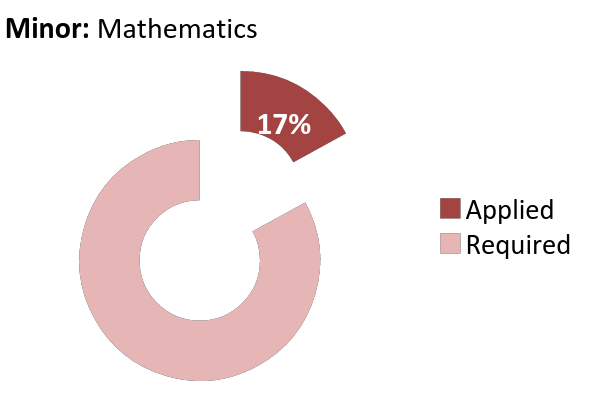 Minor: Mathematics
17%
Applied
Required